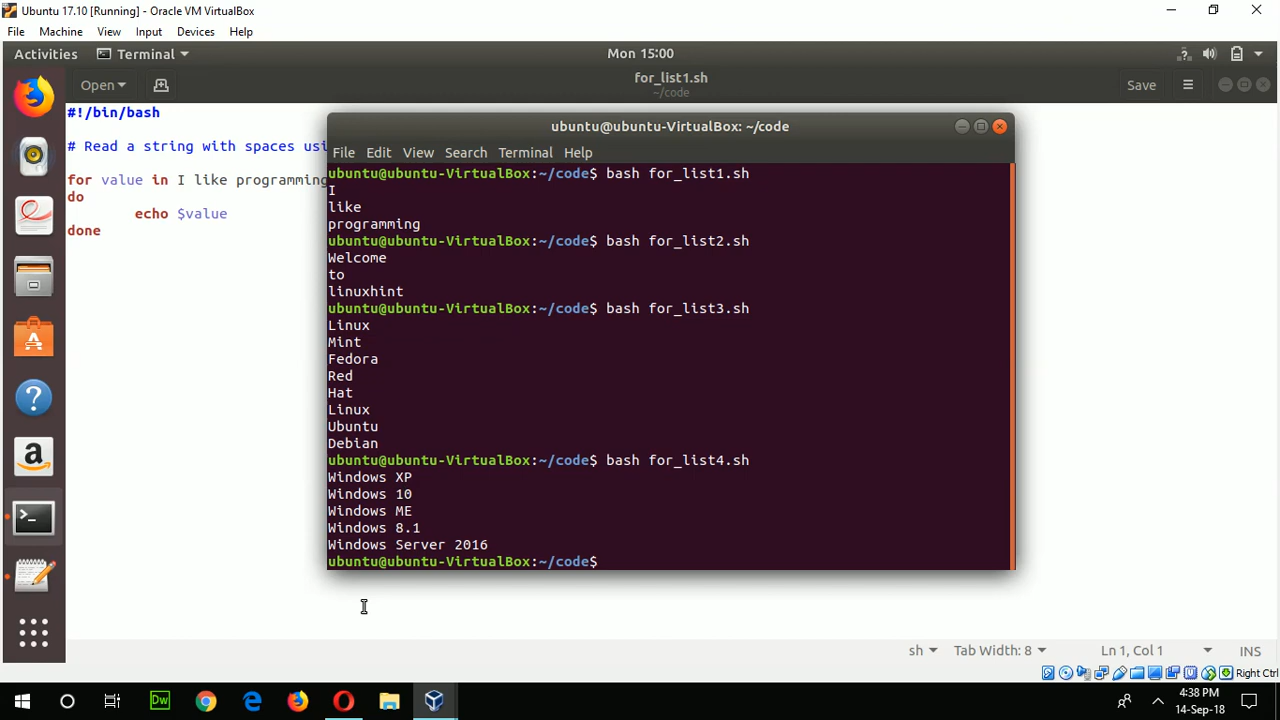 Ubuntu 17.10 [Running] - Oracle VM VirtualBox
File Machine View Input Devices Help
Activities Terminal Mon 15:00
Open for_list1.sh Save
~/code
#!/bin/bash
# Read a string with spaces usi
for value in I like programming
do
echo $value
done
ubuntu@ubuntu-VirtualBox: ~/code
File Edit View Search Terminal Help
ubuntu@ubuntu-VirtualBox:~/code$ bash for_list1.sh
I
like
programming
ubuntu@ubuntu-VirtualBox:~/code$ bash for_list2.sh
Welcome
to
linuxhint
ubuntu@ubuntu-VirtualBox:~/code$ bash for_list3.sh
Linux
Mint
Fedora
Red
Hat
Linux
Ubuntu
Debian
ubuntu@ubuntu-VirtualBox:~/code$ bash for_list4.sh
Windows XP
Windows 10
Windows ME
Windows 8.1
Windows Server 2016
ubuntu@ubuntu-VirtualBox:~/code$
sh Tab Width: 8 Ln 1, Col 1 INS
Right Ctrl
Dw
4:38 PM
14-Sep-18